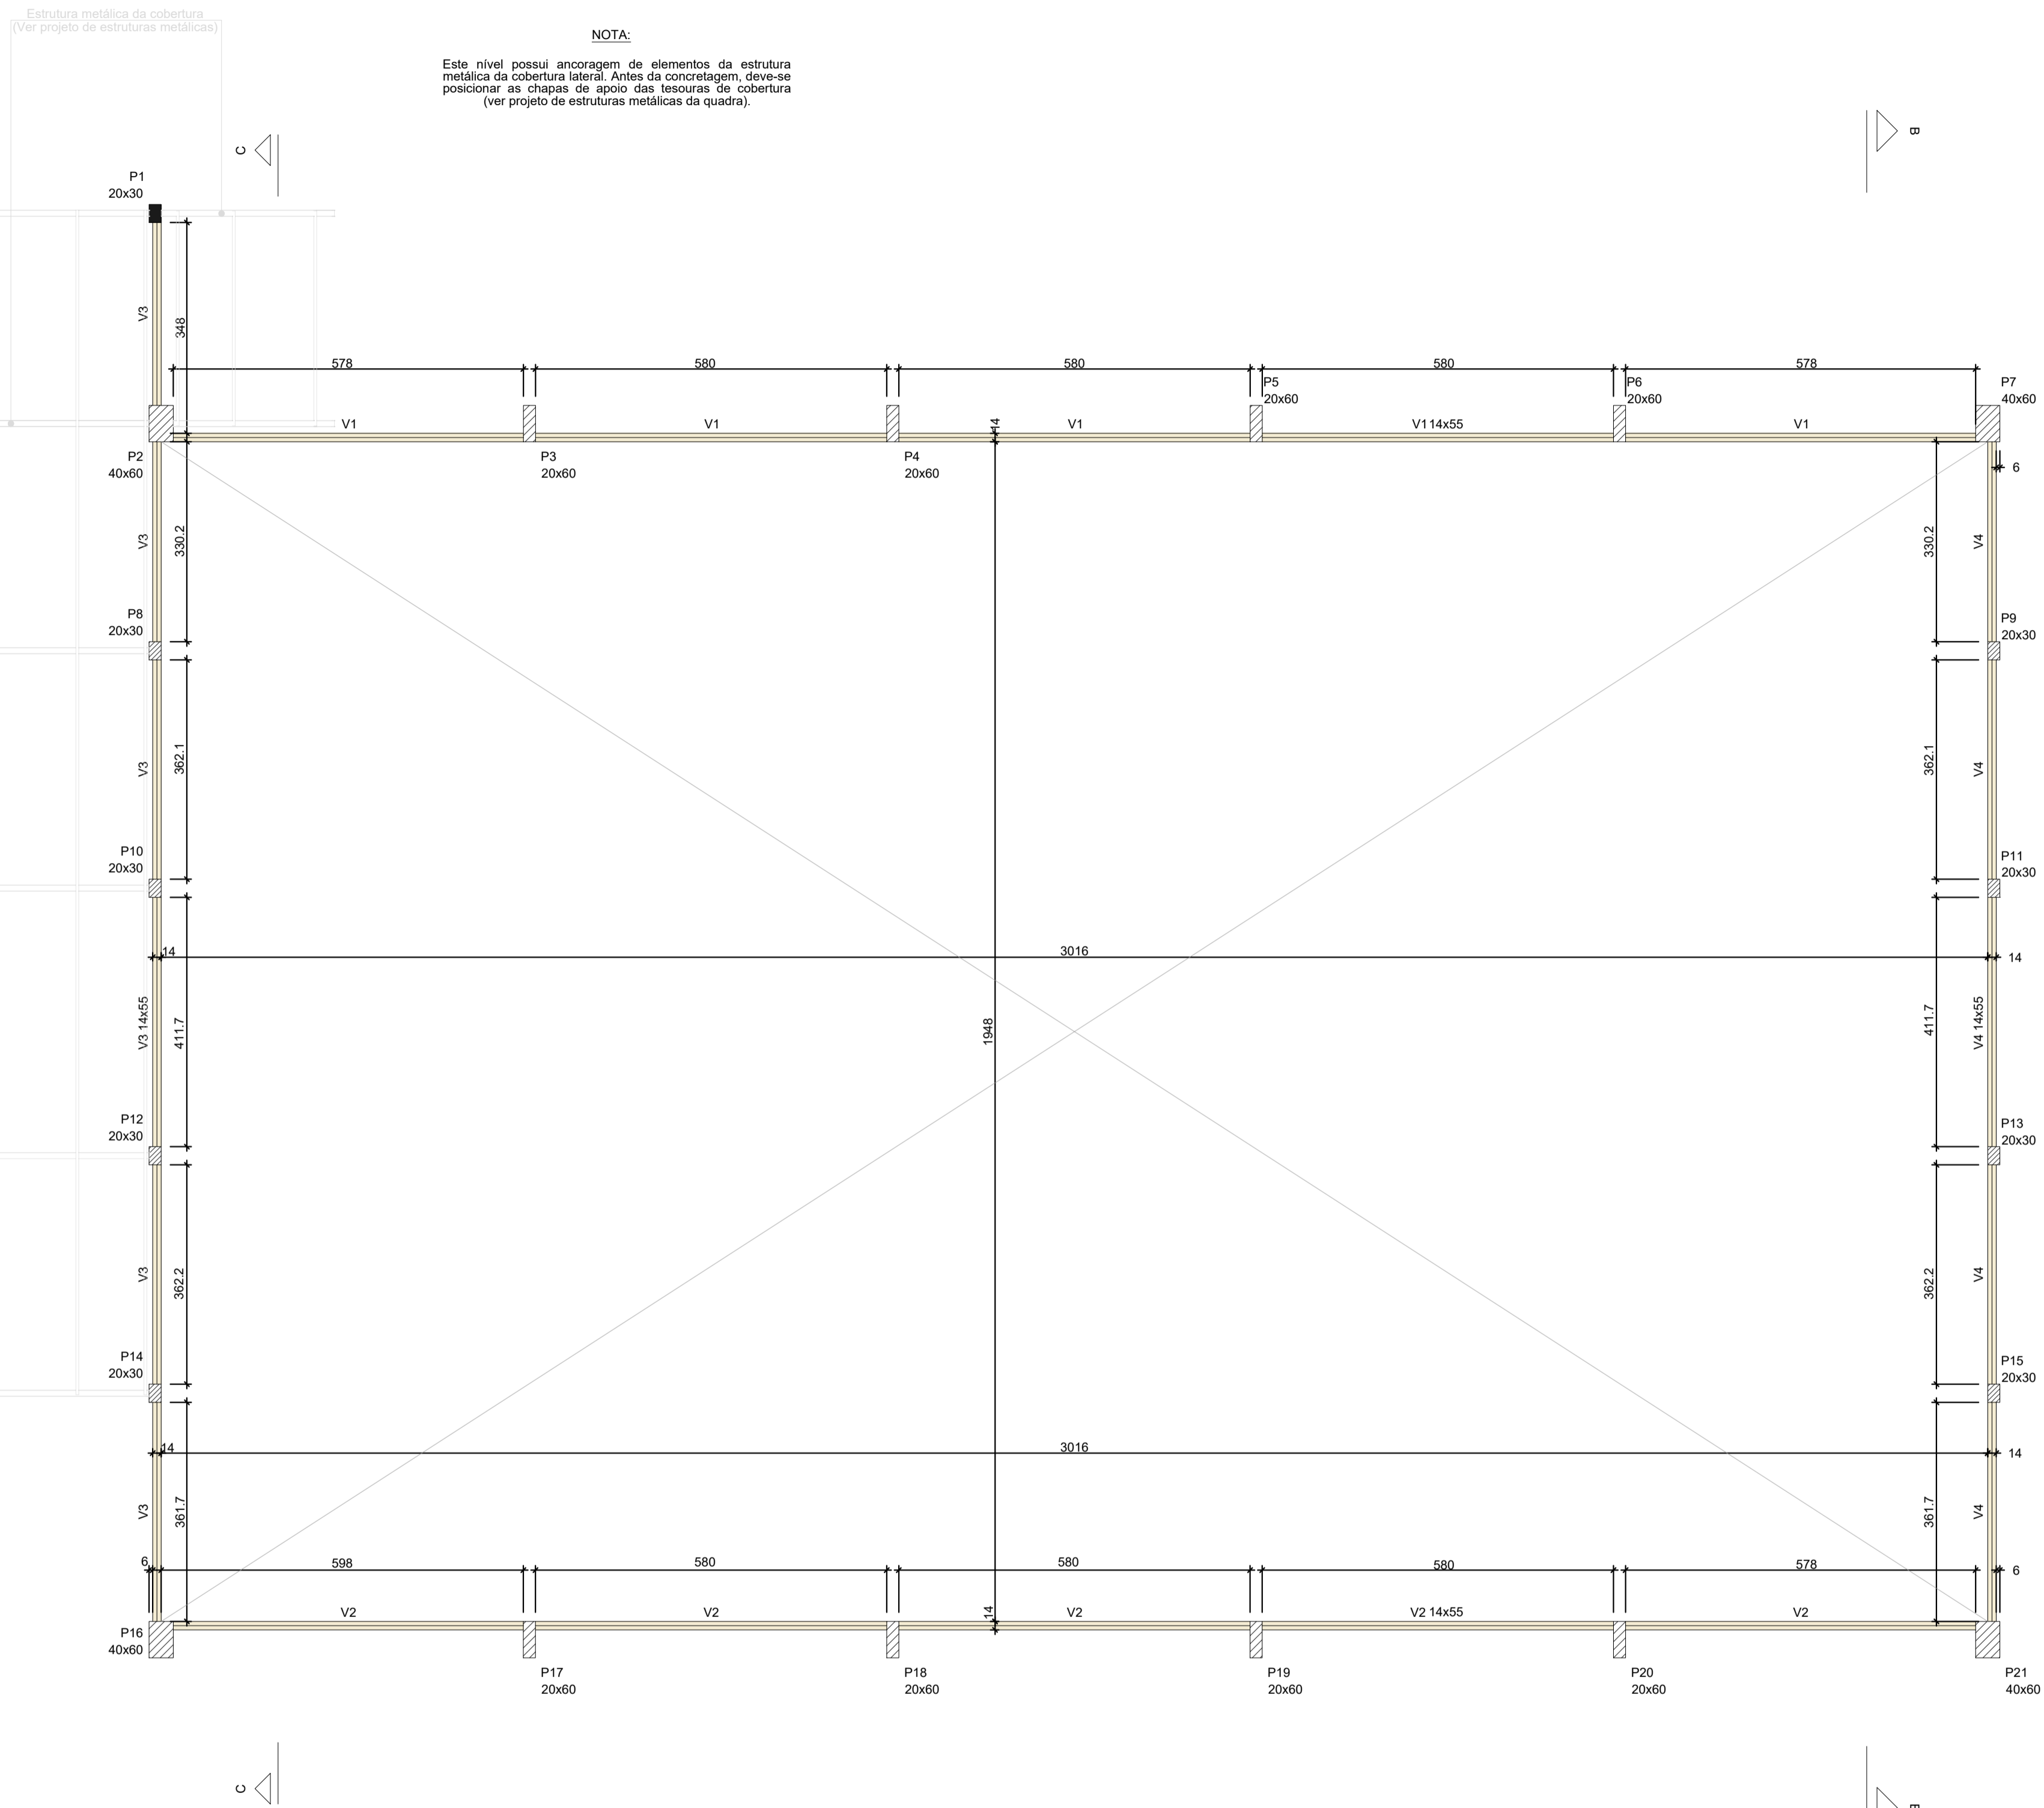 Estrutura metálica da cobertura
(Ver projeto de estruturas metálicas)
NOTA:
Este nível possui ancoragem de elementos da estrutura
metálica da cobertura lateral. Antes da concretagem, deve-se
posicionar as chapas de apoio das tesouras de cobertura
(ver projeto de estruturas metálicas da quadra).
C
B
P1
20x30
V3
348
578
580
580
580
578
P5
20x60
P6
20x60
P7
40x60
V1
V1
14
V1
V1 14x55
V1
P2
40x60
P3
20x60
P4
20x60
6
V3
330.2
330.2
V4
P8
20x30
P9
20x30
V3
362.1
362.1
V4
P10
20x30
P11
20x30
14
3016
14
V3 14x55
411.7
1948
411.7
V4 14x55
P12
20x30
P13
20x30
V3
362.2
362.2
V4
P14
20x30
P15
20x30
14
3016
14
V3
361.7
361.7
V4
6
598
580
580
580
578
6
V2
V2
14
V2
V2 14x55
V2
P16
40x60
P17
20x60
P18
20x60
P19
20x60
P20
20x60
P21
40x60
C